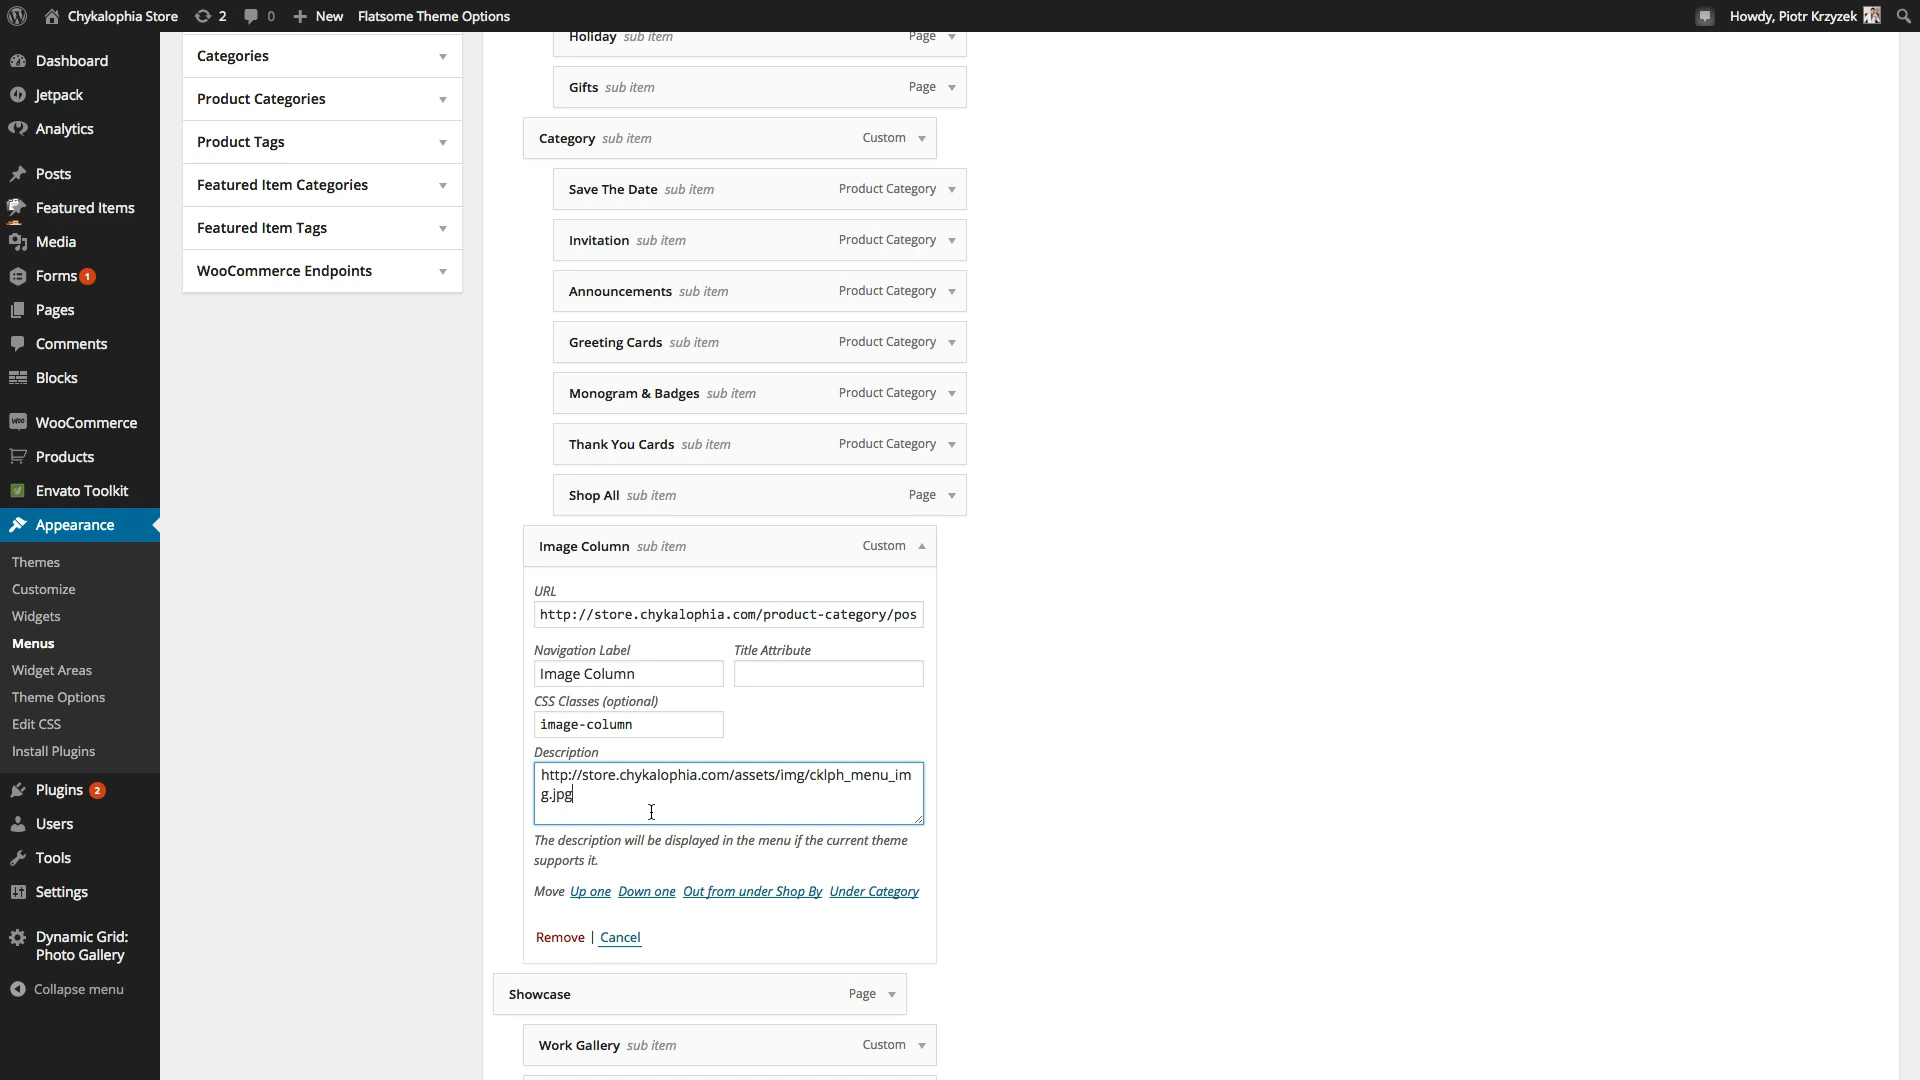 Chykalophia Store 2 0 New Flatsome Theme Options Howdy, Piotr Krzyzek
Dashboard
Jetpack
Analytics
Posts
Featured Items
Media
Forms 1
Pages
Comments
Blocks
WOO WooCommerce
Products
Envato Toolkit
Appearance
Themes
Customize
Widgets
Menus
Widget Areas
Theme Options
Edit CSS
Install Plugins
Plugins 2
Users
Tools
Settings
Dynamic Grid:
Photo Gallery
Collapse menu
Categories
Product Categories
Product Tags
Featured Item Categories
Featured Item Tags
WooCommerce Endpoints
Holiday sub item Page
Gifts sub item Page
Category sub item Custom
Save The Date sub item Product Category
Invitation sub item Product Category
Announcements sub item Product Category
Greeting Cards sub item Product Category
Monogram & Badges sub item Product Category
Thank You Cards sub item Product Category
Shop All sub item Page
Image Column sub item Custom
URL
http://store.chykalophia.com/product-category/pos
Navigation Label Title Attribute
Image Column
CSS Classes (optional)
image-column
Description
http://store.chykalophia.com/assets/img/cklph_menu_im
g.jpg
The description will be displayed in the menu if the current theme
supports it.
Move Up one Down one Out from under Shop By Under Category
Remove | Cancel
Showcase Page
Work Gallery sub item Custom